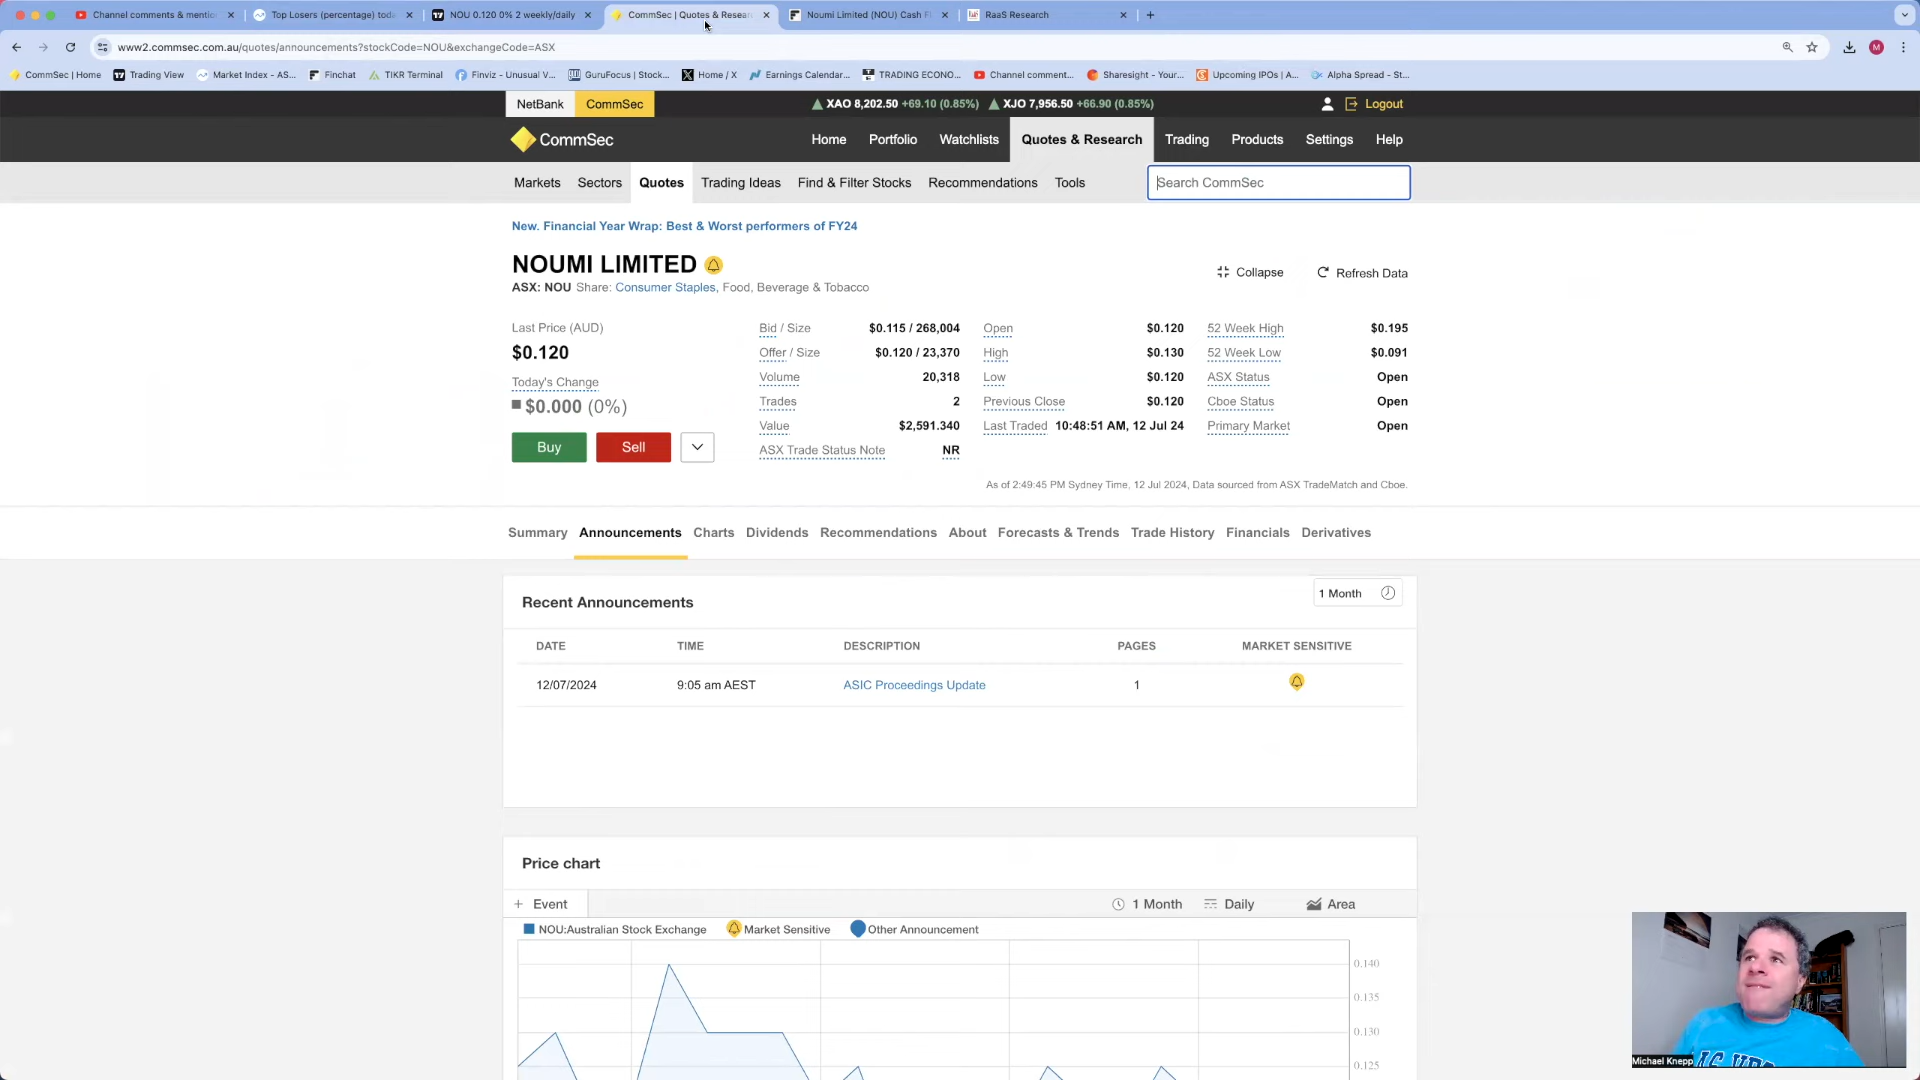 Channel comments & mentio
Top Losers (percentage) toda
NOU 0.120 0% 2 weekly/daily
CommSec | Quotes & Resear
Noumi Limited (NOU) Cash F
RaaS Research
www2.commsec.com.au/quotes/announcements?stockCode=NOU&exchangeCode=ASX
M
CommSec | Home
Trading View
Market Index - AS...
Finchat
TIKR Terminal
Finviz - Unusual V...
GuruFocus | Stock...
Home / X
Earnings Calendar...
TRADING ECONO...
Channel comment...
Sharesight - Your...
Upcoming IPOs | A...
Alpha Spread - St...
NetBank
CommSec
XAO 8,202.50 +69.10 (0.85%)
XJO 7,956.50 +66.90 (0.85%)
Logout
CommSec
Home
Portfolio
Watchlists
Quotes & Research
Trading
Products
Settings
Help
Markets
Sectors
Quotes
Trading Ideas
Find & Filter Stocks
Recommendations
Tools
Search CommSec
New. Financial Year Wrap: Best & Worst performers of FY24
NOUMI LIMITED
Collapse
Refresh Data
ASX: NOU Share: Consumer Staples, Food, Beverage & Tobacco
Last Price (AUD)
$0.120
Today's Change
$0.000 (0%)
Buy
Sell
Bid / Size $0.115 / 268,004
Offer / Size $0.120 / 23,370
Volume 20,318
Trades 2
Value $2,591.340
ASX Trade Status Note NR
Open $0.120
High $0.130
Low $0.120
Previous Close $0.120
Last Traded 10:48:51 AM, 12 Jul 24
52 Week High $0.195
52 Week Low $0.091
ASX Status Open
Cboe Status Open
Primary Market Open
As of 2:49:45 PM Sydney Time, 12 Jul 2024, Data sourced from ASX TradeMatch and Cboe.
Summary
Announcements
Charts
Dividends
Recommendations
About
Forecasts & Trends
Trade History
Financials
Derivatives
Recent Announcements
1 Month
DATE TIME DESCRIPTION PAGES MARKET SENSITIVE
12/07/2024 9:05 am AEST ASIC Proceedings Update 1
Price chart
+ Event
1 Month
Daily
Area
NOU:Australian Stock Exchange
Market Sensitive
Other Announcement
0.140
0.135
0.130
0.125
Michael Knepp